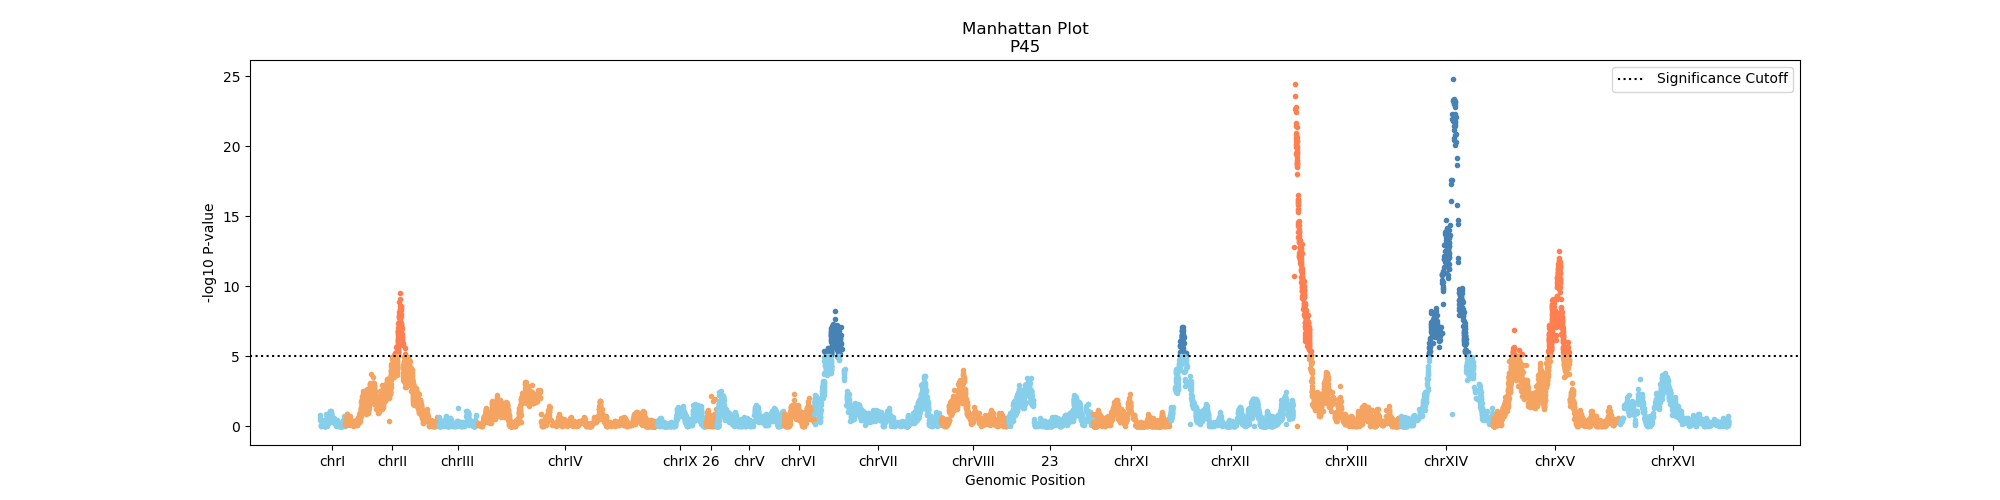 Manhattan Plot
P45
25
20
15
10
5
0
-log10 P-value
Significance Cutoff
chrI chrII chrIII chrIV chrIX 26 chrV chrVI chrVII chrVIII 23 chrXI chrXII chrXIII chrXIV chrXV chrXVI
Genomic Position